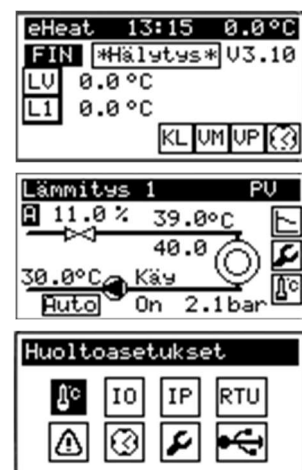 eHeat 13:15 0.0°C
FIN *Hälytys* V3.10
LV 0.0°C
L1 0.0°C
KL VM VP
Lämmitys 1 PV
A 11.0 % 39.0°C
40.0
30.0°C Käy
Auto On 2.1bar
°C
Huoltoasetukset
°C IO IP RTU